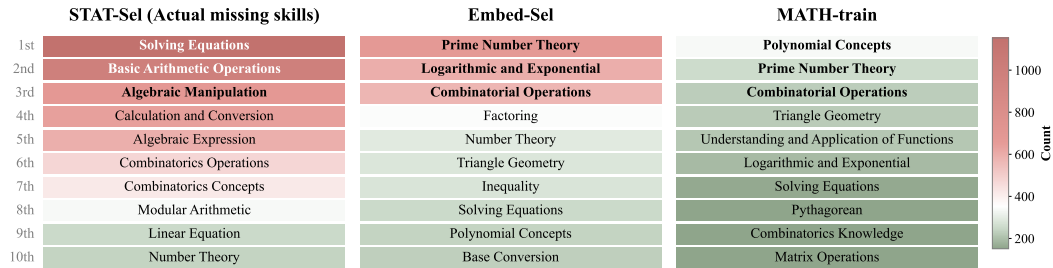 STAT-Sel (Actual missing skills) Embed-Sel MATH-train
1st Solving Equations Prime Number Theory Polynomial Concepts
2nd Basic Arithmetic Operations Logarithmic and Exponential Prime Number Theory
3rd Algebraic Manipulation Combinatorial Operations Combinatorial Operations
4th Calculation and Conversion Factoring Triangle Geometry
5th Algebraic Expression Number Theory Understanding and Application of Functions
6th Combinatorics Operations Triangle Geometry Logarithmic and Exponential
7th Combinatorics Concepts Inequality Solving Equations
8th Modular Arithmetic Solving Equations Pythagorean
9th Linear Equation Polynomial Concepts Combinatorics Knowledge
10th Number Theory Base Conversion Matrix Operations
1000
800
600
400
200
Count